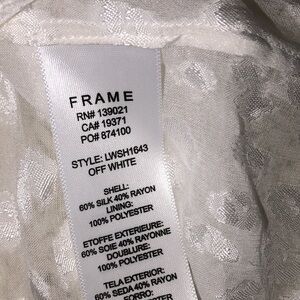 FRAME
RN# 139021
CA# 19371
PO# 874100
STYLE: LWSH1643
OFF WHITE
SHELL:
60% SILK 40% RAYON
LINING:
100% POLYESTER
ETOFFE EXTERIEURE:
60% SOIE 40% RAYONNE
DOUBLURE:
100% POLYESTER
TELA EXTERIOR:
60% SEDA 40% RAYON
FORRO: